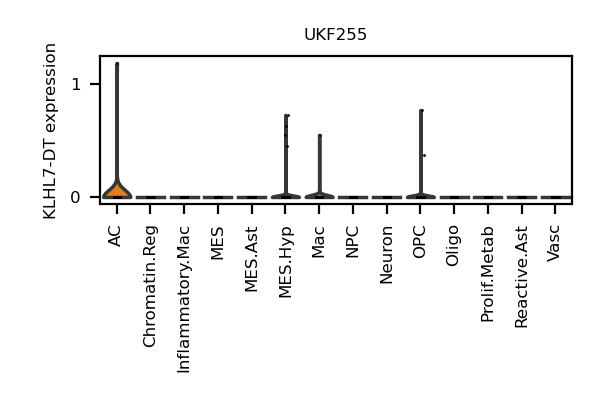 UKF255
KLHL7-DT expression
1
0
AC
Chromatin.Reg
Inflammatory.Mac
MES
MES.Ast
MES.Hyp
Mac
NPC
Neuron
OPC
Oligo
Prolif.Metab
Reactive.Ast
Vasc